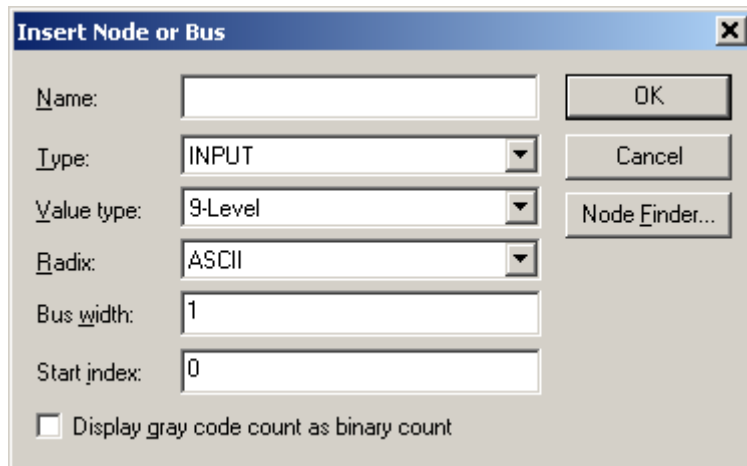 Insert Node or Bus
Name:
OK
Type: INPUT
Cancel
Value type: 9-Level
Node Finder...
Radix: ASCII
Bus width: 1
Start index: 0
Display gray code count as binary count